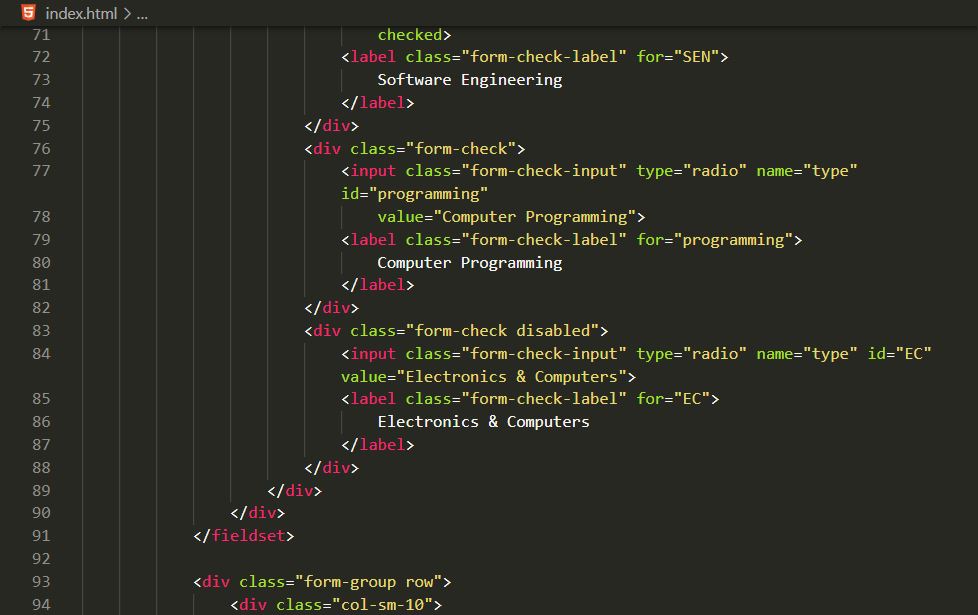 index.html > ...
71 checked>
72 <label class="form-check-label" for="SEN">
73 Software Engineering
74 </label>
75 </div>
76 <div class="form-check">
77 <input class="form-check-input" type="radio" name="type"
id="programming"
78 value="Computer Programming">
79 <label class="form-check-label" for="programming">
80 Computer Programming
81 </label>
82 </div>
83 <div class="form-check disabled">
84 <input class="form-check-input" type="radio" name="type" id="EC"
value="Electronics & Computers">
85 <label class="form-check-label" for="EC">
86 Electronics & Computers
87 </label>
88 </div>
89 </div>
90 </div>
91 </fieldset>
92
93 <div class="form-group row">
94 <div class="col-sm-10">